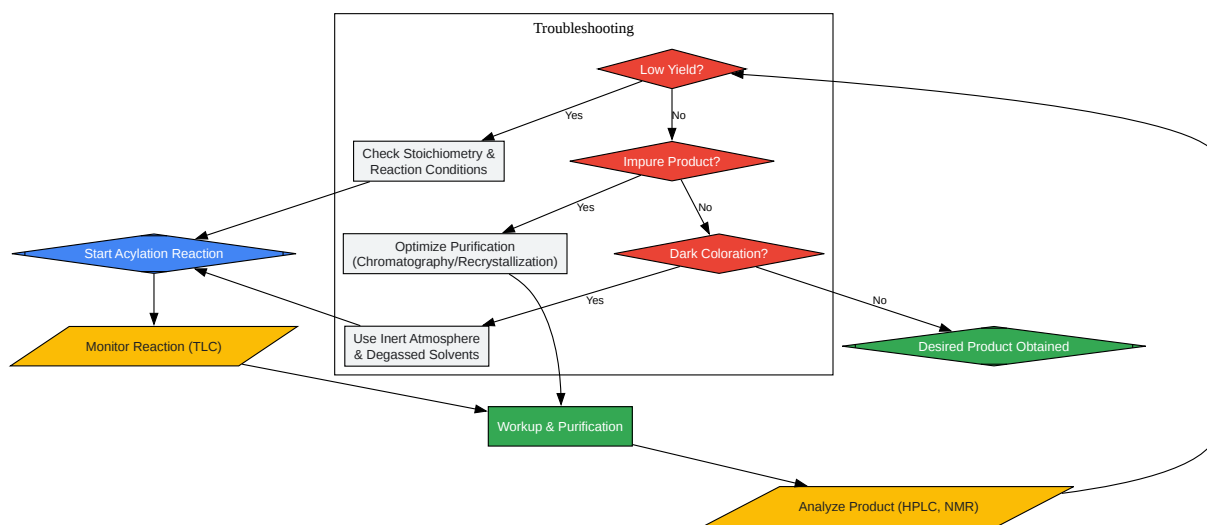 Troubleshooting
Low Yield?
Yes
No
Check Stoichiometry &
Reaction Conditions
Impure Product?
Yes
No
Start Acylation Reaction
Optimize Purification
(Chromatography/Recrystallization)
Dark Coloration?
Yes
No
Monitor Reaction (TLC)
Use Inert Atmosphere
& Degassed Solvents
Desired Product Obtained
Workup & Purification
Analyze Product (HPLC, NMR)